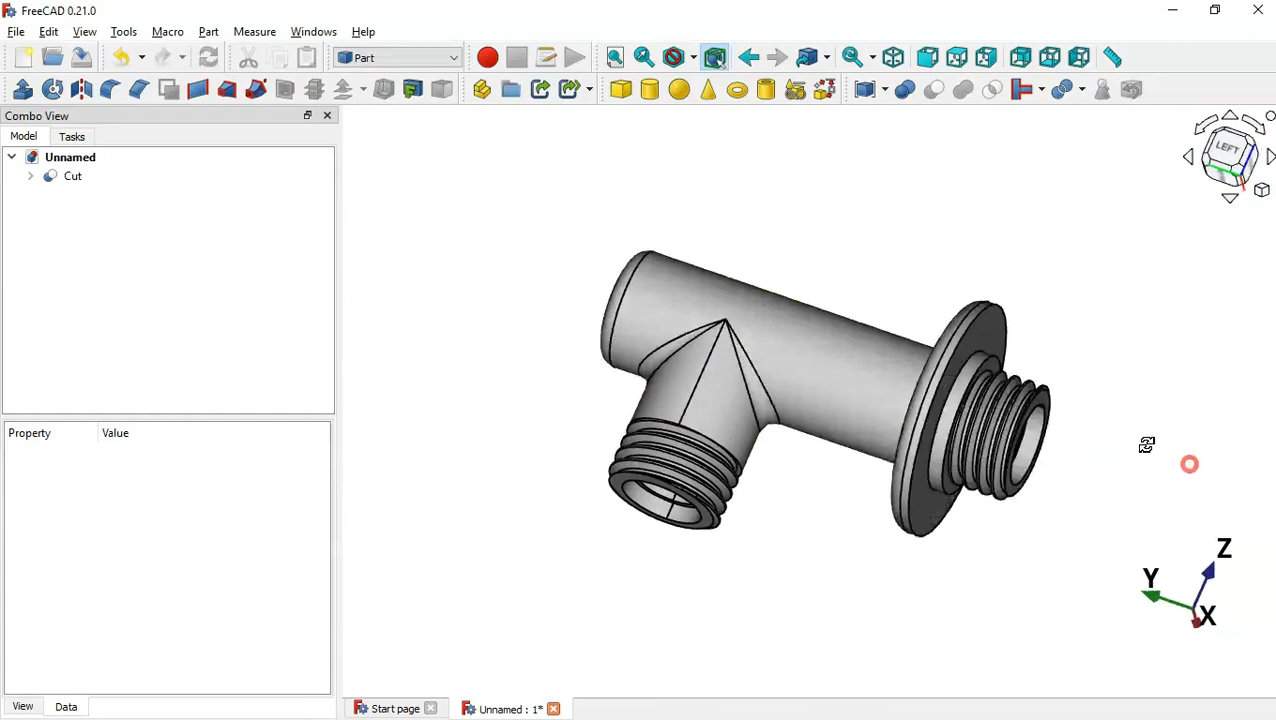 FreeCAD 0.21.0
File Edit View Tools Macro Part Measure Windows Help
Part
Combo View
Model Tasks
Unnamed
Cut
Property Value
View Data
Start page Unnamed : 1*
LEFT
Z
Y
X